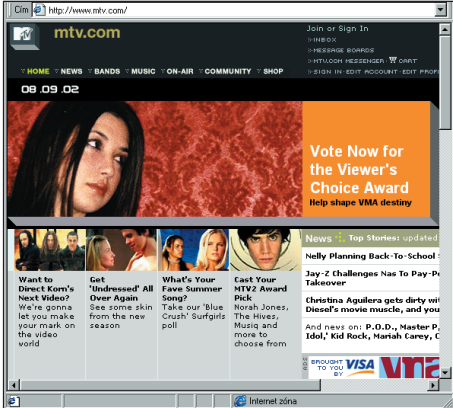 Cím http://www.mtv.com/
mtv.com
Join or Sign In
INBOX
MESSAGE BOARDS
MTV.COM MESSENGER · CART
SIGN IN · EDIT ACCOUNT · EDIT PROFI
HOME NEWS BANDS MUSIC ON-AIR COMMUNITY SHOP
08 .09 .02
Vote Now for
the Viewer's
Choice Award
Help shape VMA destiny
Want to
Direct Korn's
Next Video?
We're gonna
let you make
your mark on
the video
world
Get
'Undressed' All
Over Again
See some skin
from the new
season
What's Your
Fave Summer
Song?
Take our 'Blue
Crush' Surfgirls
poll
Cast Your
MTV2 Award
Pick
Norah Jones,
The Hives,
Musiq and
more to
choose from
News Top Stories: updated
Nelly Planning Back-To-School
Jay-Z Challenges Nas To Pay-Pe
Takeover
Christina Aguilera gets dirty wit
Diesel's movie muscle, and you
And news on: P.O.D., Master P,
Idol,' Kid Rock, Mariah Carey, C
ADS
BROUGHT
TO YOU
BY
VISA
vma
Internet zóna